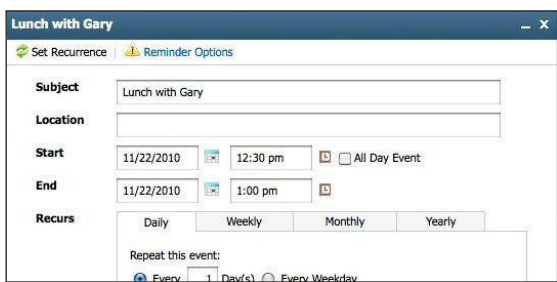 Lunch with Gary
Set Recurrence Reminder Options
Subject Lunch with Gary
Location
Start 11/22/2010 12:30 pm All Day Event
End 11/22/2010 1:00 pm
Recurs Daily Weekly Monthly Yearly
Repeat this event:
Every 1 Day(s) Every Weekday